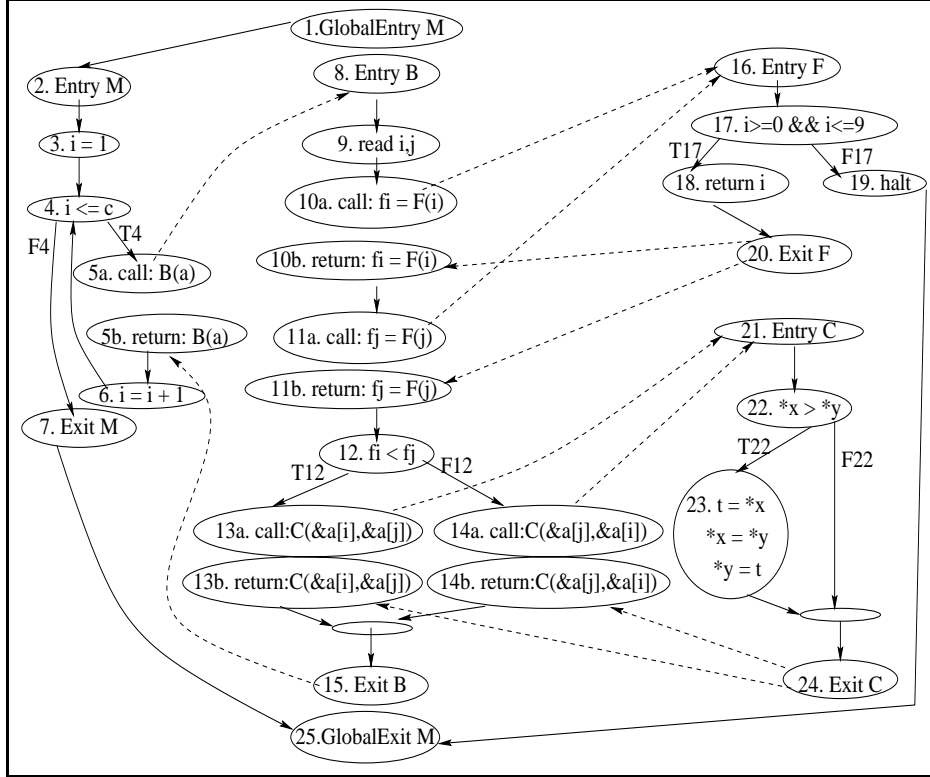 1.GlobalEntry M
2. Entry M
3. i = 1
4. i <= c
F4
T4
5a. call: B(a)
5b. return: B(a)
6. i = i + 1
7. Exit M
8. Entry B
9. read i,j
10a. call: fi = F(i)
10b. return: fi = F(i)
11a. call: fj = F(j)
11b. return: fj = F(j)
12. fi < fj
T12
F12
13a. call:C(&a[i],&a[j])
14a. call:C(&a[j],&a[i])
13b. return:C(&a[i],&a[j])
14b. return:C(&a[j],&a[i])
15. Exit B
16. Entry F
17. i>=0 && i<=9
T17
F17
18. return i
19. halt
20. Exit F
21. Entry C
22. *x > *y
T22
F22
23. t = *x
*x = *y
*y = t
24. Exit C
25.GlobalExit M